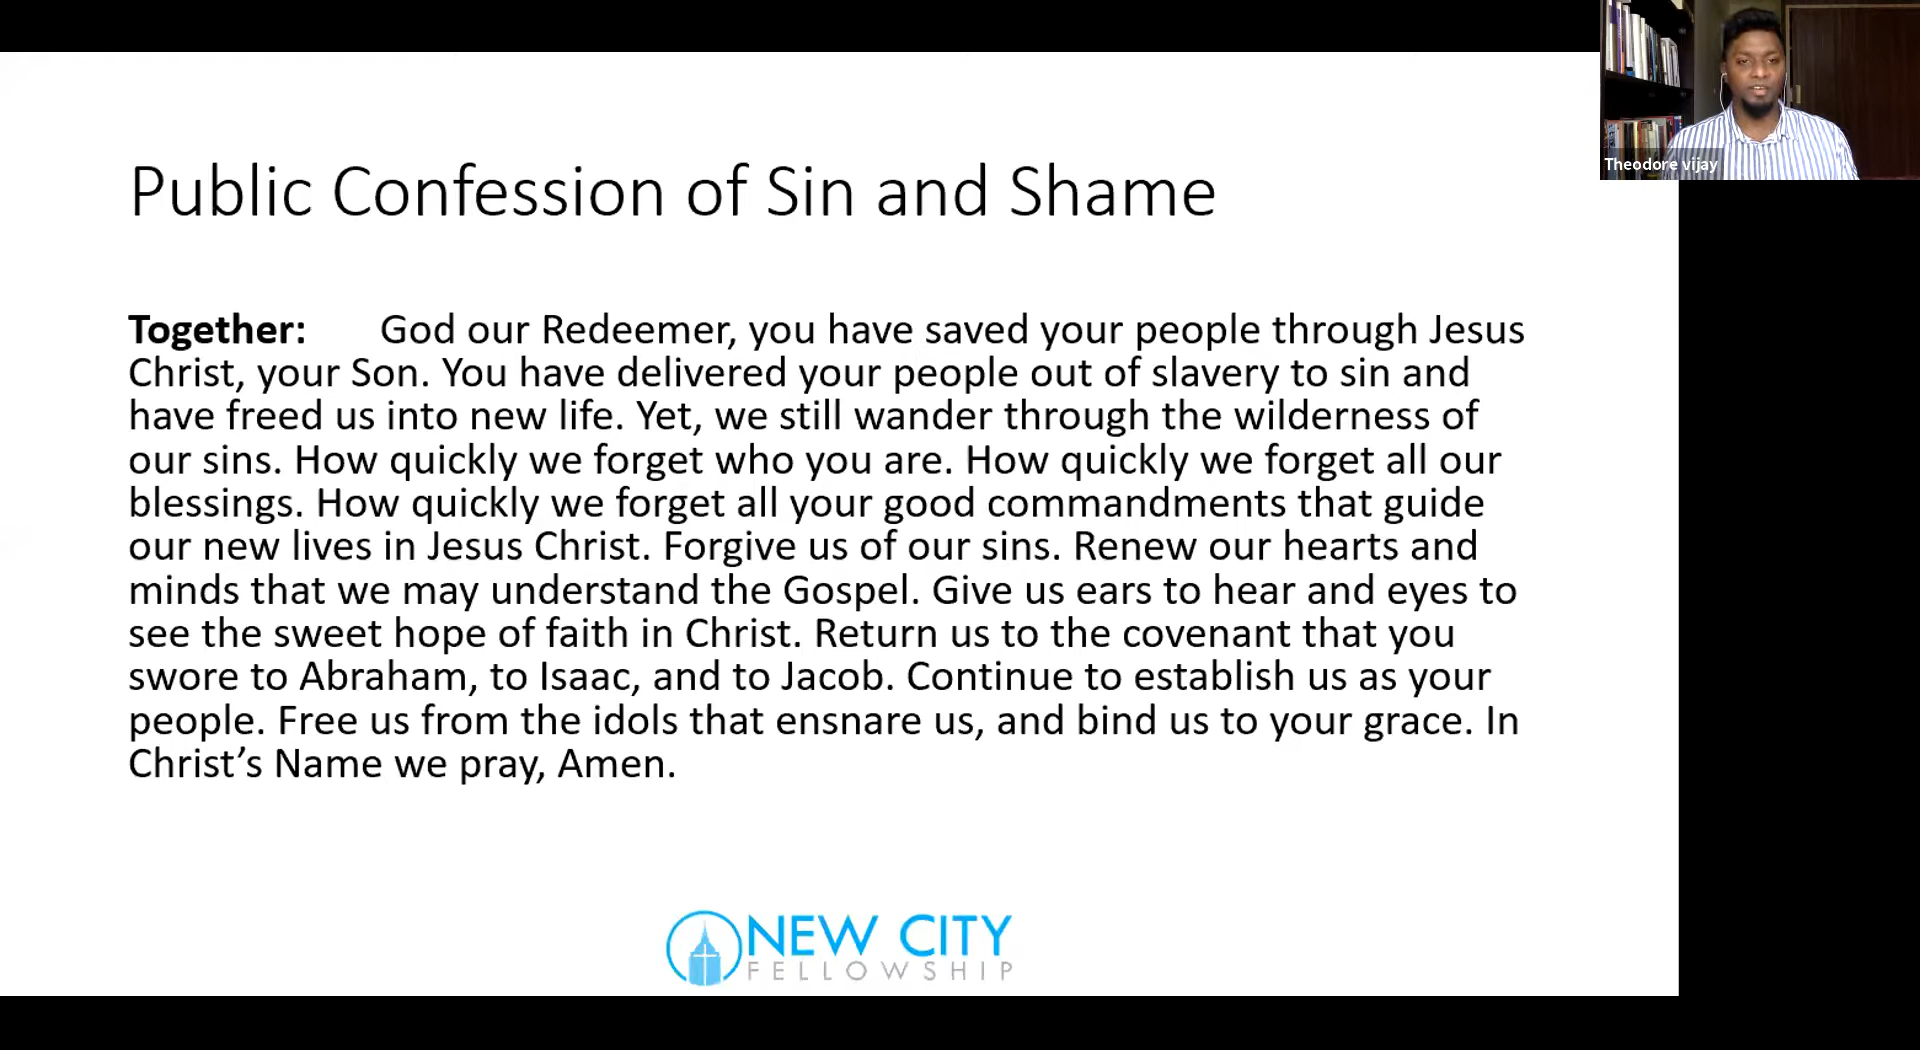 Theodore vijay
Public Confession of Sin and Shame
Together: God our Redeemer, you have saved your people through Jesus
Christ, your Son. You have delivered your people out of slavery to sin and
have freed us into new life. Yet, we still wander through the wilderness of
our sins. How quickly we forget who you are. How quickly we forget all our
blessings. How quickly we forget all your good commandments that guide
our new lives in Jesus Christ. Forgive us of our sins. Renew our hearts and
minds that we may understand the Gospel. Give us ears to hear and eyes to
see the sweet hope of faith in Christ. Return us to the covenant that you
swore to Abraham, to Isaac, and to Jacob. Continue to establish us as your
people. Free us from the idols that ensnare us, and bind us to your grace. In
Christ’s Name we pray, Amen.
NEW CITY
FELLOWSHIP